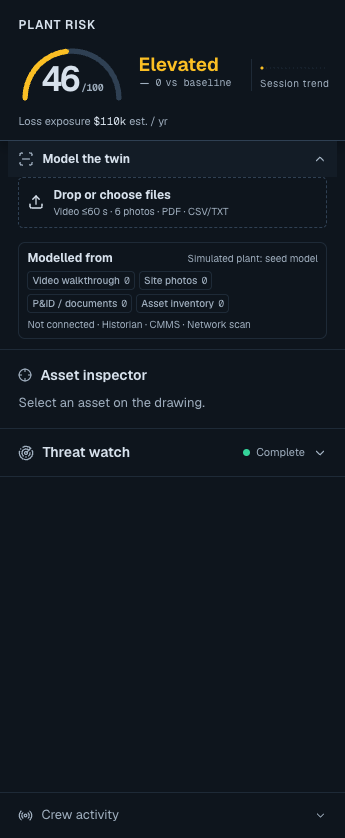 PLANT RISK
46 /100
Elevated
— 0 vs baseline
Session trend
Loss exposure $110k est. / yr
Model the twin
Drop or choose files
Video ≤60 s · 6 photos · PDF · CSV/TXT
Modelled from
Simulated plant: seed model
Video walkthrough 0
Site photos 0
P&ID / documents 0
Asset inventory 0
Not connected · Historian · CMMS · Network scan
Asset inspector
Select an asset on the drawing.
Threat watch
Complete
Crew activity